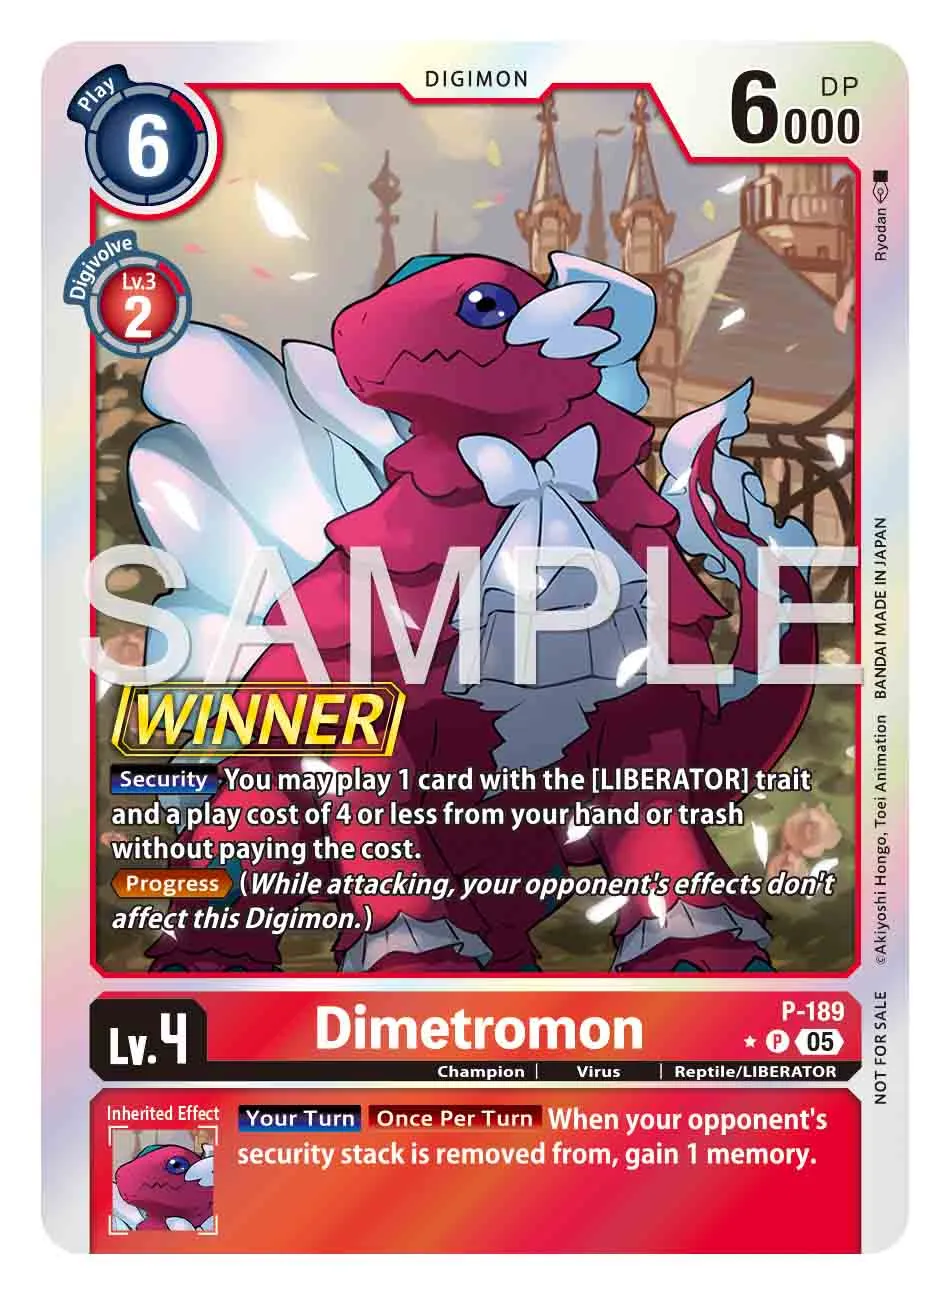 DIGIMON
Play
6
DP
6000
Digivolve
Lv.3
2
Ryodan
SAMPLE
WINNER
Security You may play 1 card with the [LIBERATOR] trait
and a play cost of 4 or less from your hand or trash
without paying the cost.
Progress (While attacking, your opponent's effects don't
affect this Digimon.)
©Akiyoshi Hongo, Toei Animation BANDAI MADE IN JAPAN
Lv.4
Dimetromon
P-189
★ P 05
Champion | Virus | Reptile/LIBERATOR
NOT FOR SALE
Inherited Effect
Your Turn Once Per Turn When your opponent's
security stack is removed from, gain 1 memory.